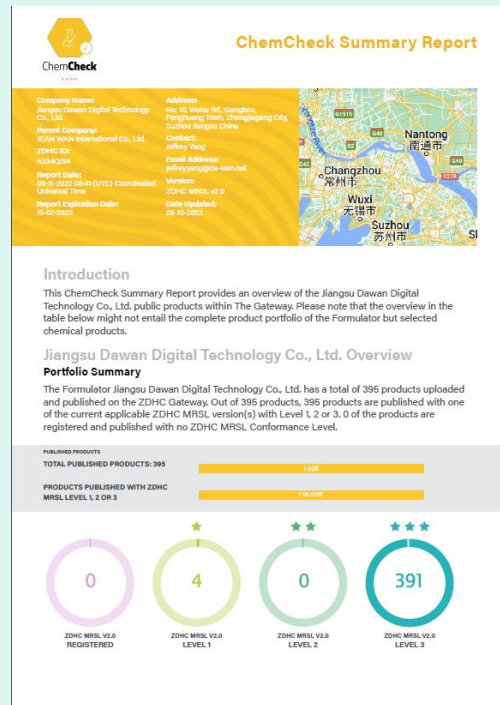 ChemCheck
ChemCheck Summary Report
Company Name:
Jiangsu Dawan Digital Technology
Co., Ltd.
Parent Company:
JEAN WAN International Co., Ltd.
ZDHC ID:
Report Date:
05-11-2022 08:41 (UTC) Coordinated
Universal Time
Report Expiration Date:
15-07-2023
Address:
No. 10, Wuhu Rd., Gangkou,
Fenghuang Town, Zhangjiagang City,
Suzhou Jiangsu China
Contact:
Jeffrey Yang
Email Address:
jeffreyyang@de-wan.net
Version:
ZDHC MRSL v2.0
Date Updated:
25-10-2022
Nantong
南通市
Changzhou
常州市
Wuxi
无锡市
Suzhou
苏州市
Introduction
This ChemCheck Summary Report provides an overview of the Jiangsu Dawan Digital
Technology Co., Ltd. public products within The Gateway. Please note that the overview in the
table below might not entail the complete product portfolio of the Formulator but selected
chemical products.
Jiangsu Dawan Digital Technology Co., Ltd. Overview
Portfolio Summary
The Formulator Jiangsu Dawan Digital Technology Co., Ltd. has a total of 395 products uploaded
and published on the ZDHC Gateway. Out of 395 products, 395 products are published with one
of the current applicable ZDHC MRSL version(s) with Level 1, 2 or 3. 0 of the products are
registered and published with no ZDHC MRSL Conformance Level.
PUBLISHED PRODUCTS
TOTAL PUBLISHED PRODUCTS: 395
100%
PRODUCTS PUBLISHED WITH ZDHC
MRSL LEVEL 1, 2 OR 3
100.00%
0
4
0
391
ZDHC MRSL V2.0
REGISTERED
ZDHC MRSL V2.0
LEVEL 1
ZDHC MRSL V2.0
LEVEL 2
ZDHC MRSL V2.0
LEVEL 3